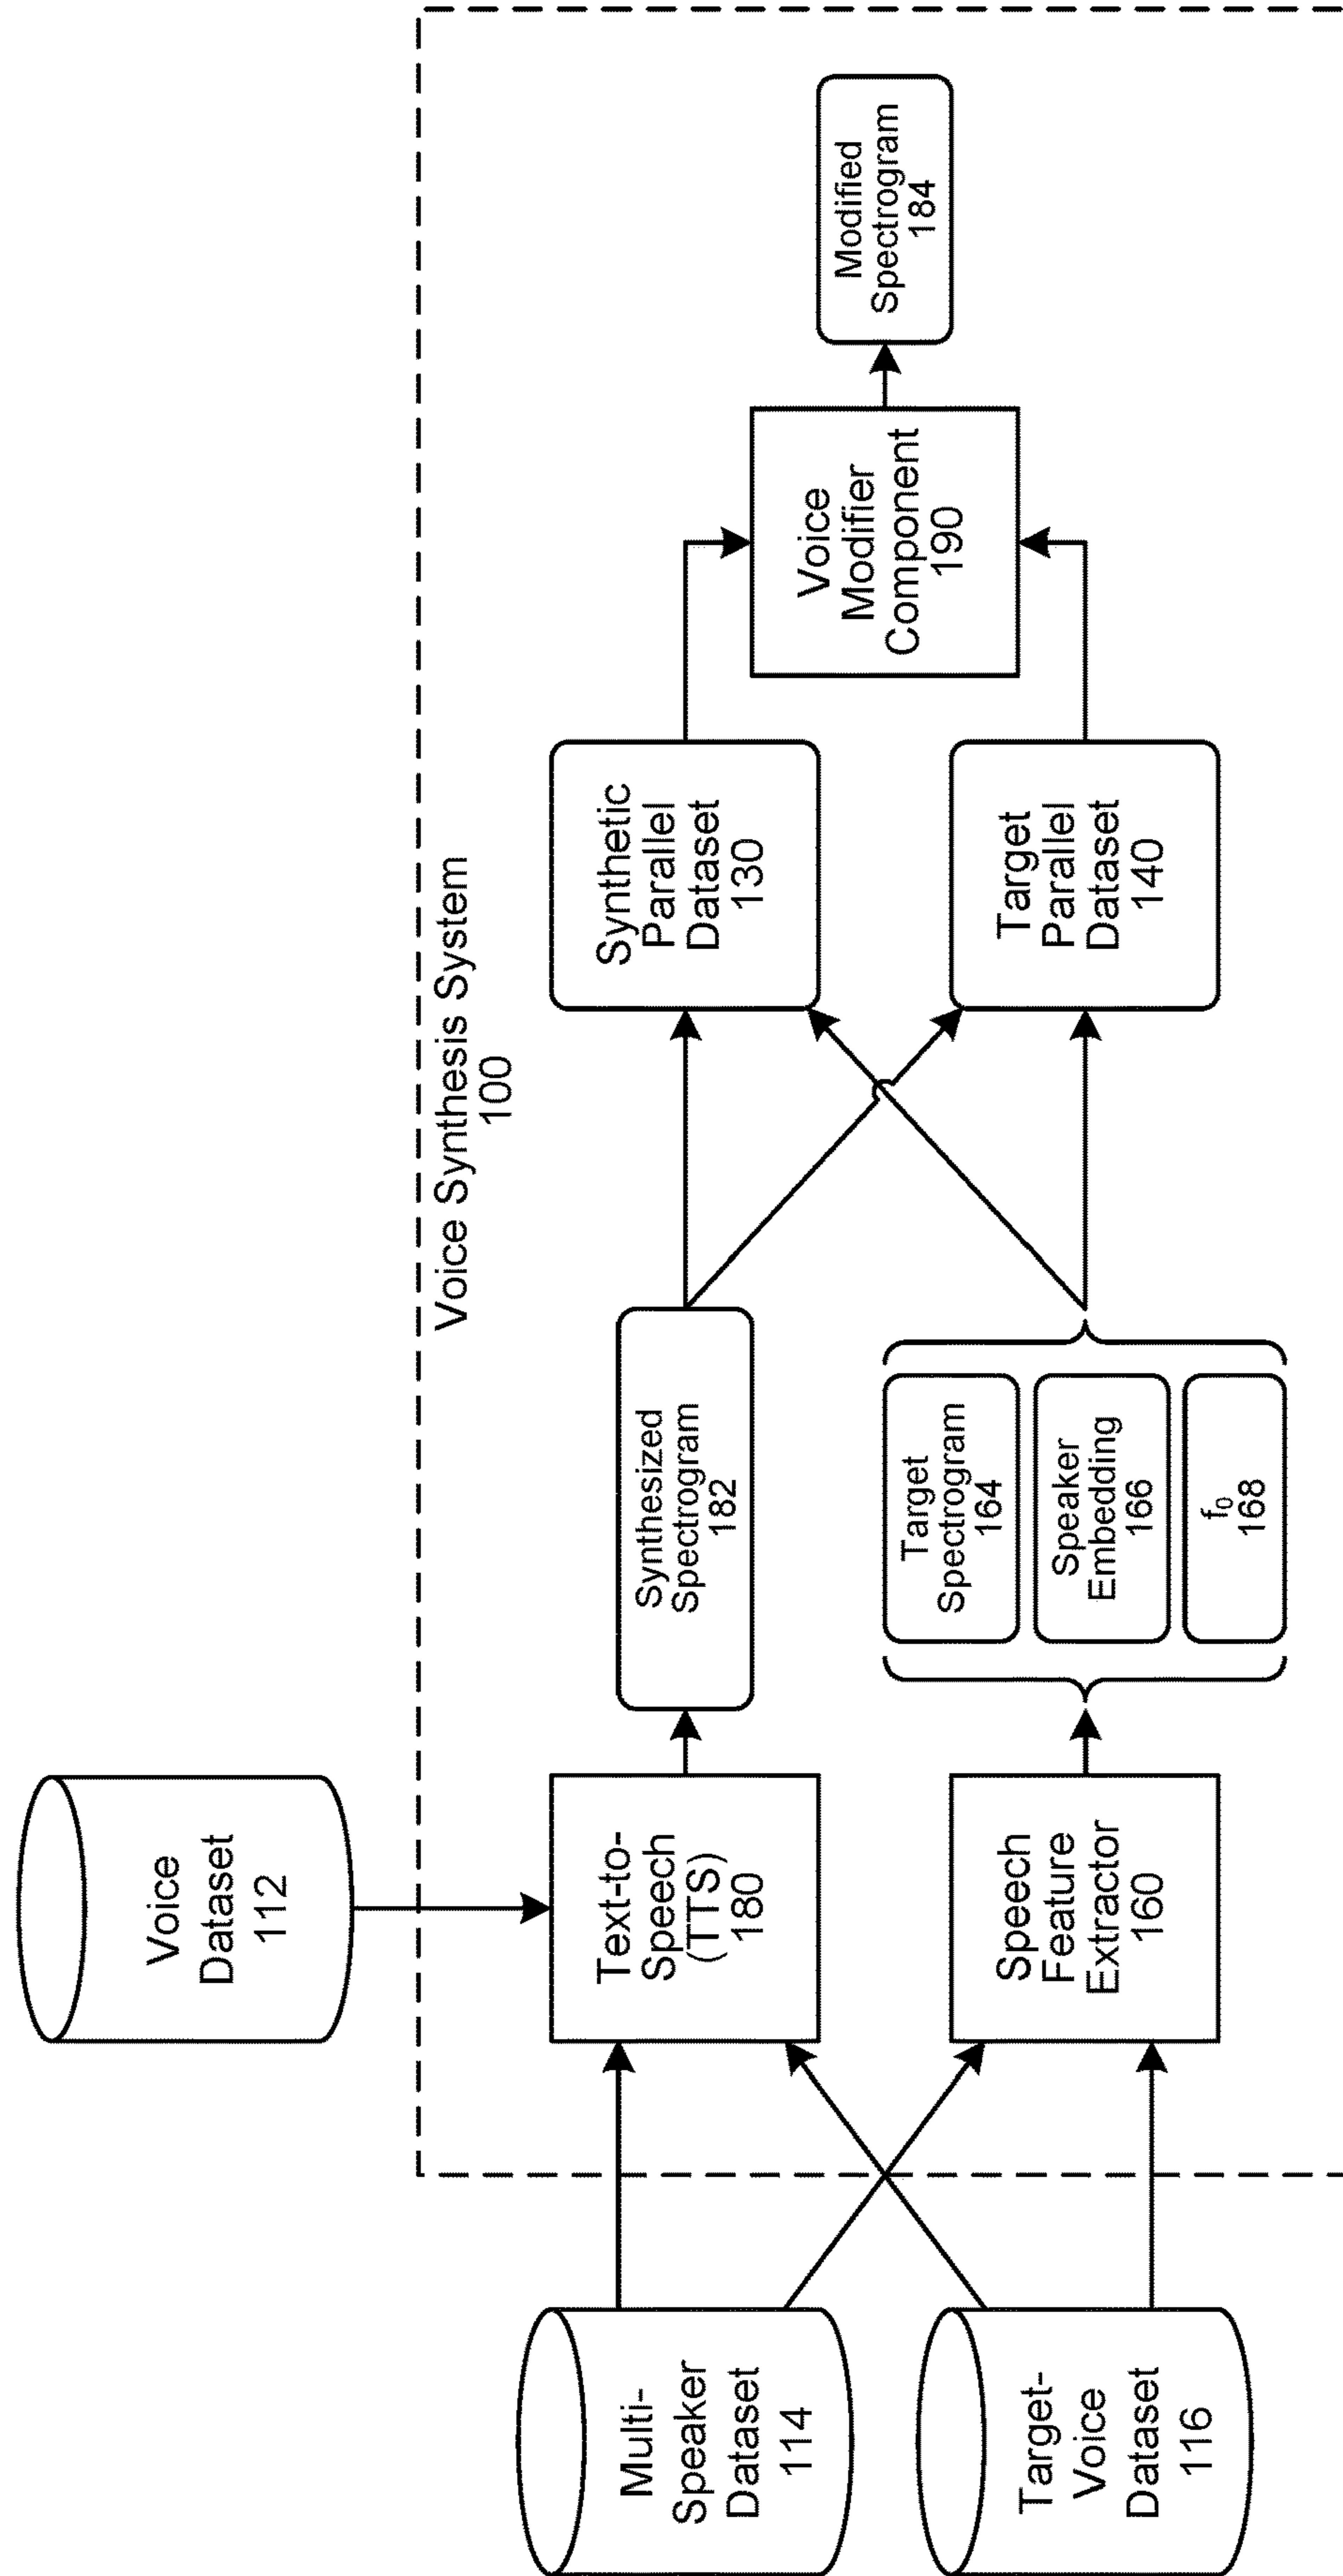 Voice
Dataset
112
Voice Synthesis System
100
Multi-
Speaker
Dataset
114
Target-
Voice
Dataset
116
Text-to-
Speech
(TTS)
180
Speech
Feature
Extractor
160
Synthesized
Spectrogram
182
Target
Spectrogram
164
Speaker
Embedding
166
f₀
168
Synthetic
Parallel
Dataset
130
Target
Parallel
Dataset
140
Voice
Modifier
Component
190
Modified
Spectrogram
184